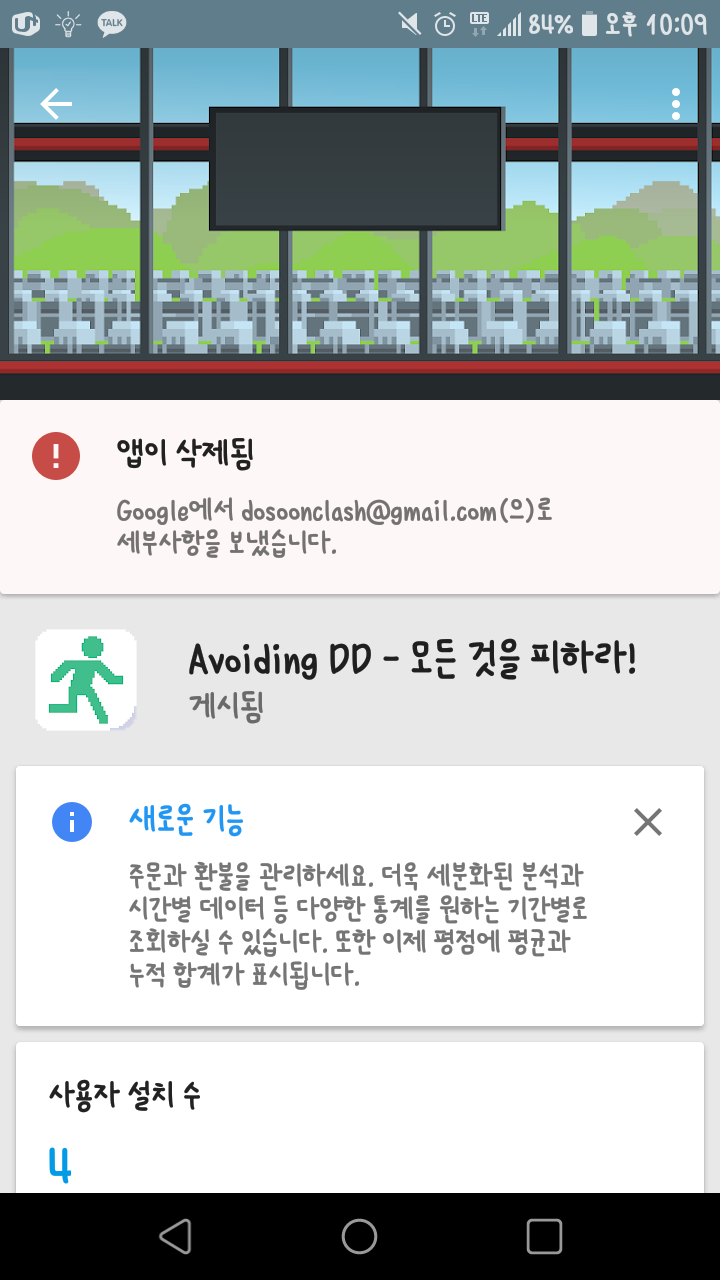 TALK
LTE
84% 오후 10:09
앱이 삭제됨
Google에서 dosoonclash@gmail.com(으)로
세부사항을 보냈습니다.
Avoiding DD - 모든 것을 피하라!
게시됨
새로운 기능
주문과 환불을 관리하세요. 더욱 세분화된 분석과
시간별 데이터 등 다양한 통계를 원하는 기간별로
조회하실 수 있습니다. 또한 이제 평점에 평균과
누적 합계가 표시됩니다.
사용자 설치 수
4